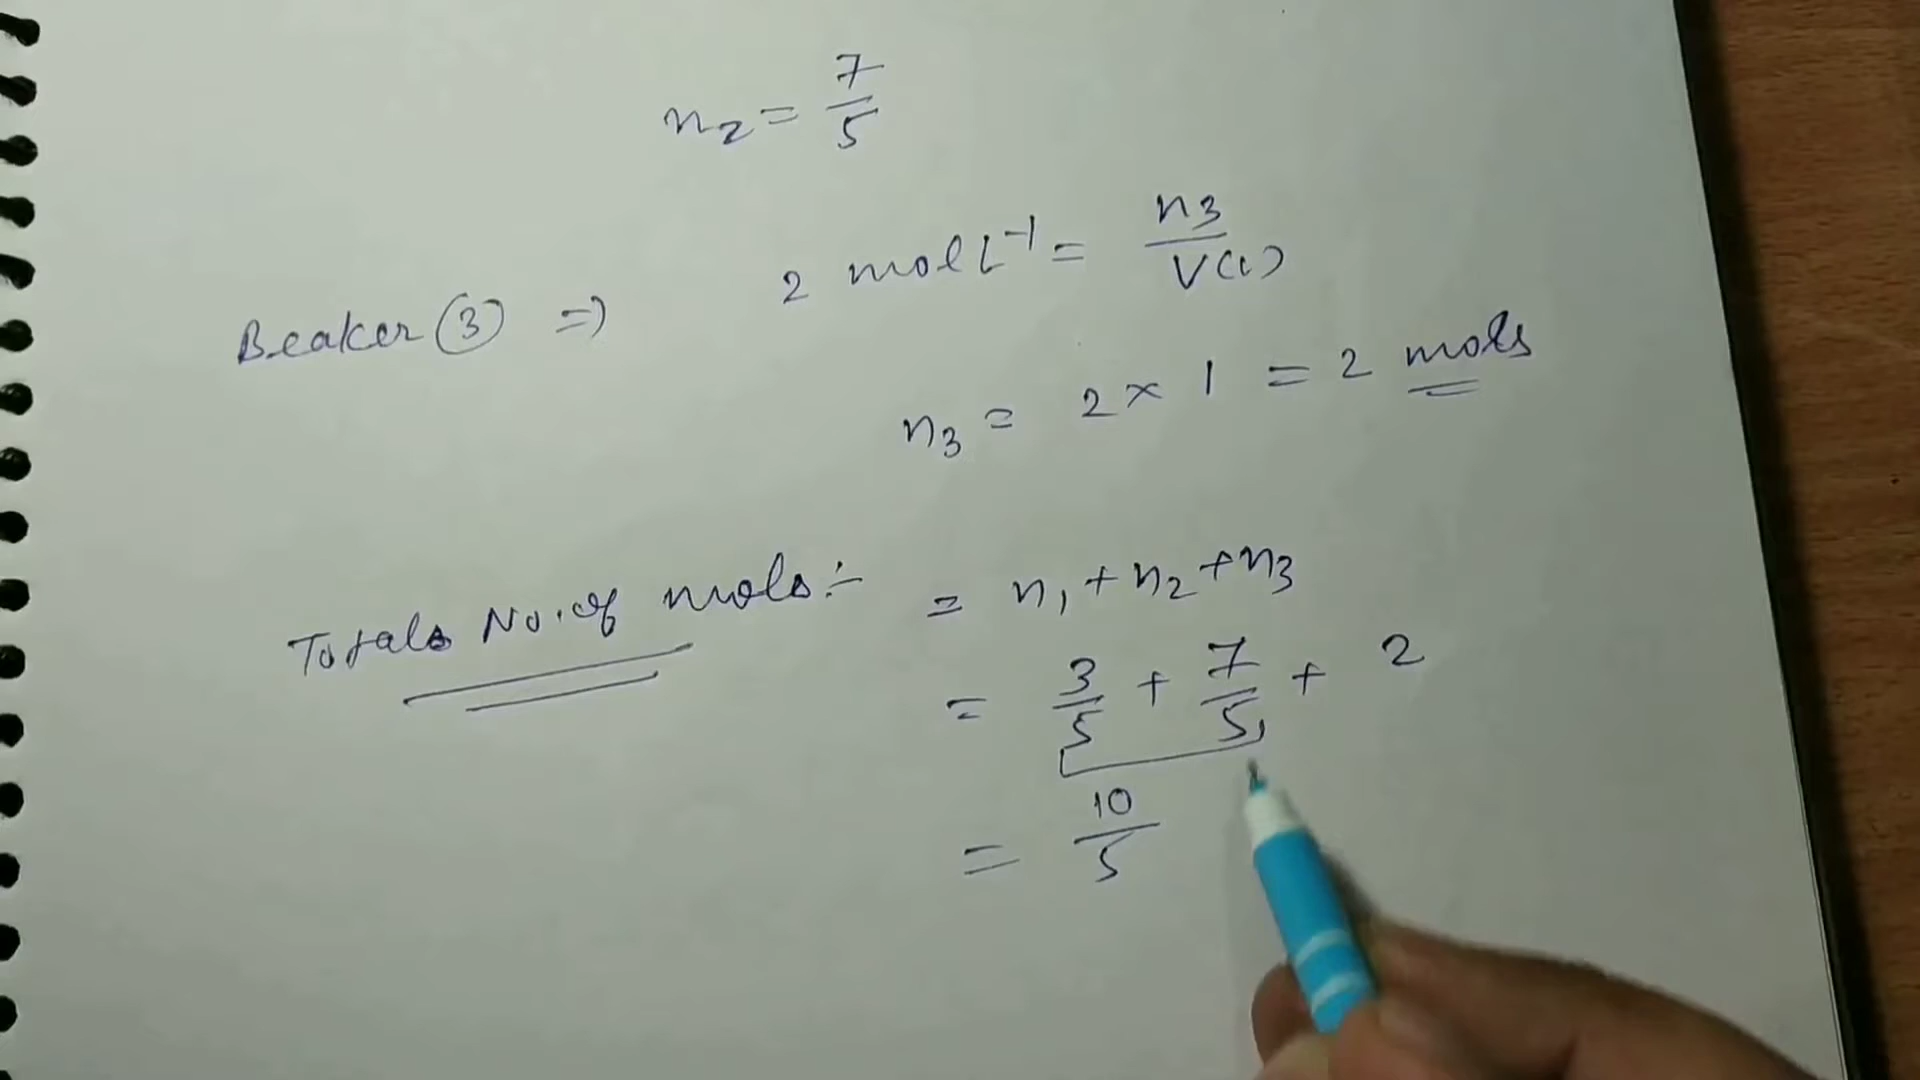 n₂ = 7/5
2 mol L⁻¹ = n₃/V(L)
Beaker ③ ⇒
n₃ = 2 × 1 = 2 mols
Totals No. of mols :- = n₁ + n₂ + n₃
= 3/5 + 7/5 + 2
= 10/5